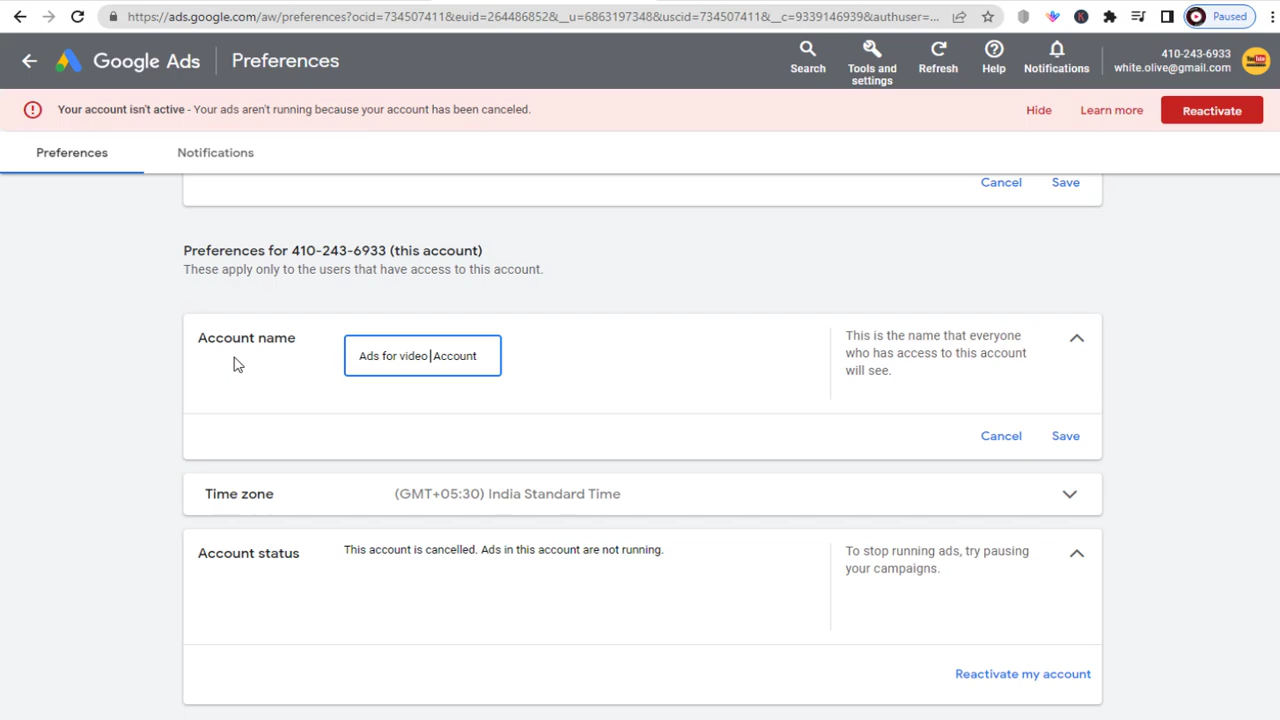 https://ads.google.com/aw/preferences?ocid=734507411&euid=234486852&__u=6863197348&uscid=734507411&__c=9339146939&authuser=...
Paused
Google Ads
Preferences
Search
Tools and settings
Refresh
Help
Notifications
410-243-6933
white.olive@gmail.com
Your account isn't active - Your ads aren't running because your account has been canceled.
Hide
Learn more
Reactivate
Preferences
Notifications
Cancel
Save
Preferences for 410-243-6933 (this account)
These apply only to the users that have access to this account.
Account name
Ads for video Account
This is the name that everyone
who has access to this account
will see.
Cancel
Save
Time zone
(GMT+05:30) India Standard Time
Account status
This account is cancelled. Ads in this account are not running.
To stop running ads, try pausing
your campaigns.
Reactivate my account